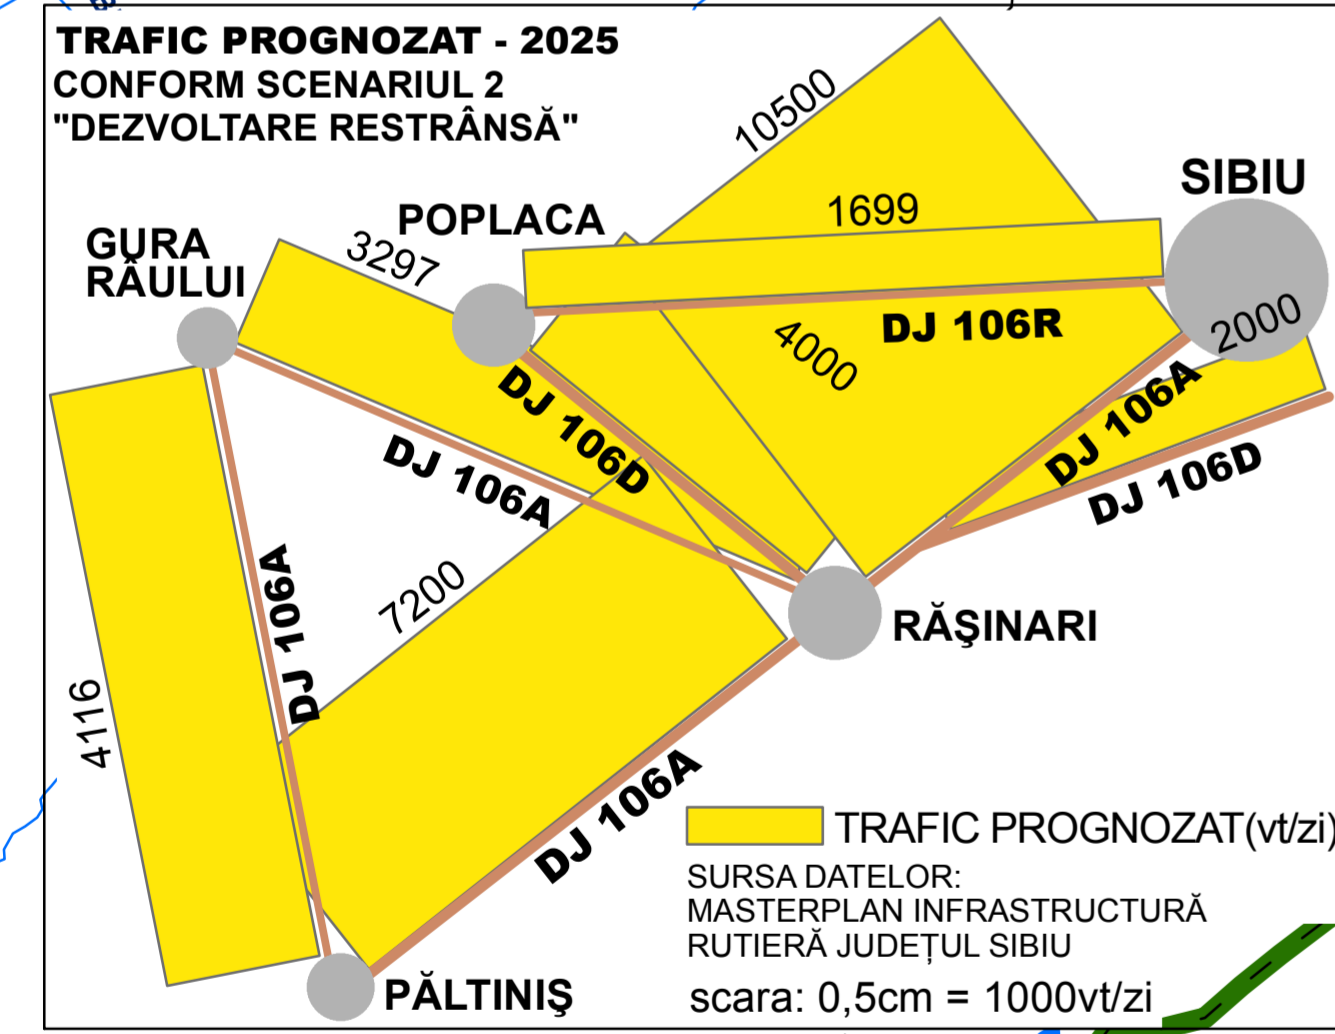 TRAFIC PROGNOZAT - 2025
CONFORM SCENARIUL 2
"DEZVOLTARE RESTRÂNSĂ"
10500
SIBIU
1699
POPLACA
GURA
RÂULUI
3297
2000
4000
DJ 106R
DJ 106A
DJ 106D
DJ 106D
DJ 106A
7200
DJ 106A
RĂŞINARI
4116
DJ 106A
TRAFIC PROGNOZAT(vt/zi)
SURSA DATELOR:
MASTERPLAN INFRASTRUCTURĂ
RUTIERĂ JUDEȚUL SIBIU
scara: 0,5cm = 1000vt/zi
PĂLTINIŞ